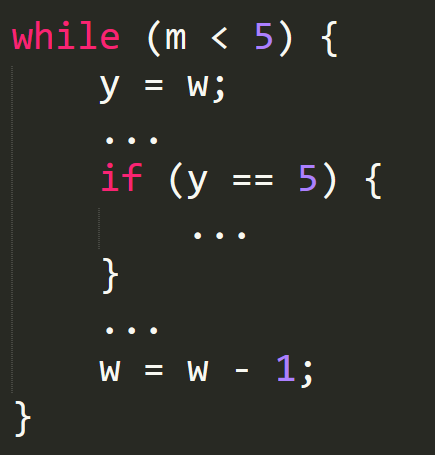 while (m < 5) {
    y = w;
    ...
    if (y == 5) {
        ...
    }
    ...
    w = w - 1;
}